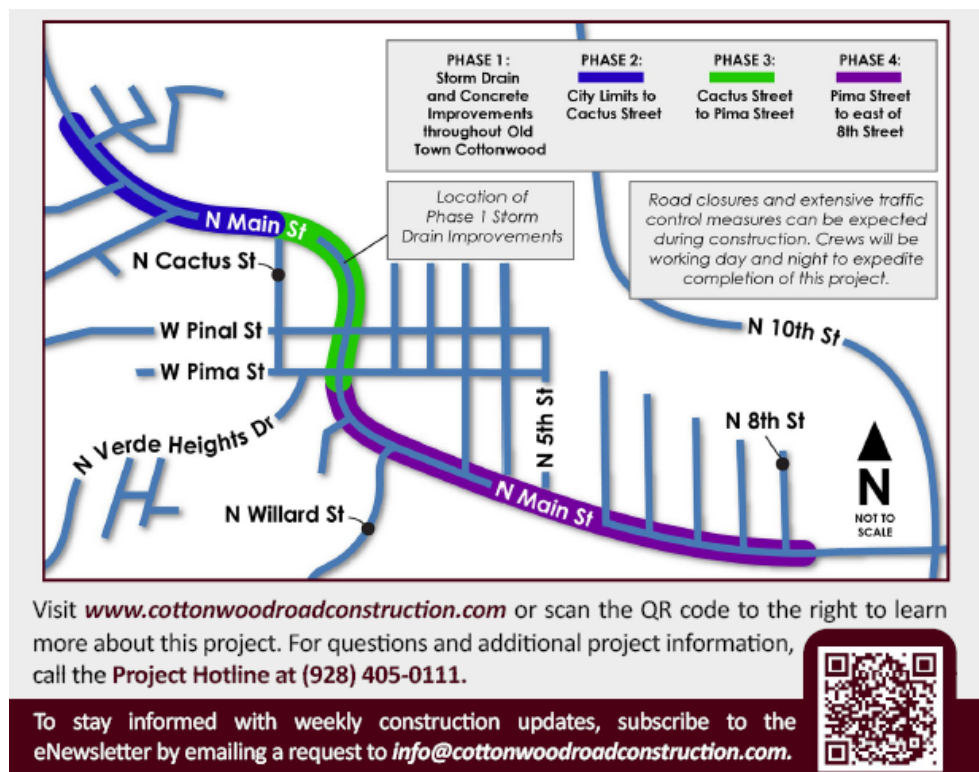 PHASE 1:
Storm Drain
and Concrete
Improvements
throughout Old
Town Cottonwood
PHASE 2:
City Limits to
Cactus Street
PHASE 3:
Cactus Street
to Pima Street
PHASE 4:
Pima Street
to east of
8th Street
Location of
Phase 1 Storm
Drain Improvements
Road closures and extensive traffic
control measures can be expected
during construction. Crews will be
working day and night to expedite
completion of this project.
N Main St
N Cactus St
W Pinal St
W Pima St
N 10th St
N Verde Heights Dr
N 5th St
N 8th St
N Willard St
N Main St
N
NOT TO
SCALE
Visit www.cottonwoodroadconstruction.com or scan the QR code to the right to learn
more about this project. For questions and additional project information,
call the Project Hotline at (928) 405-0111.
To stay informed with weekly construction updates, subscribe to the
eNewsletter by emailing a request to info@cottonwoodroadconstruction.com.